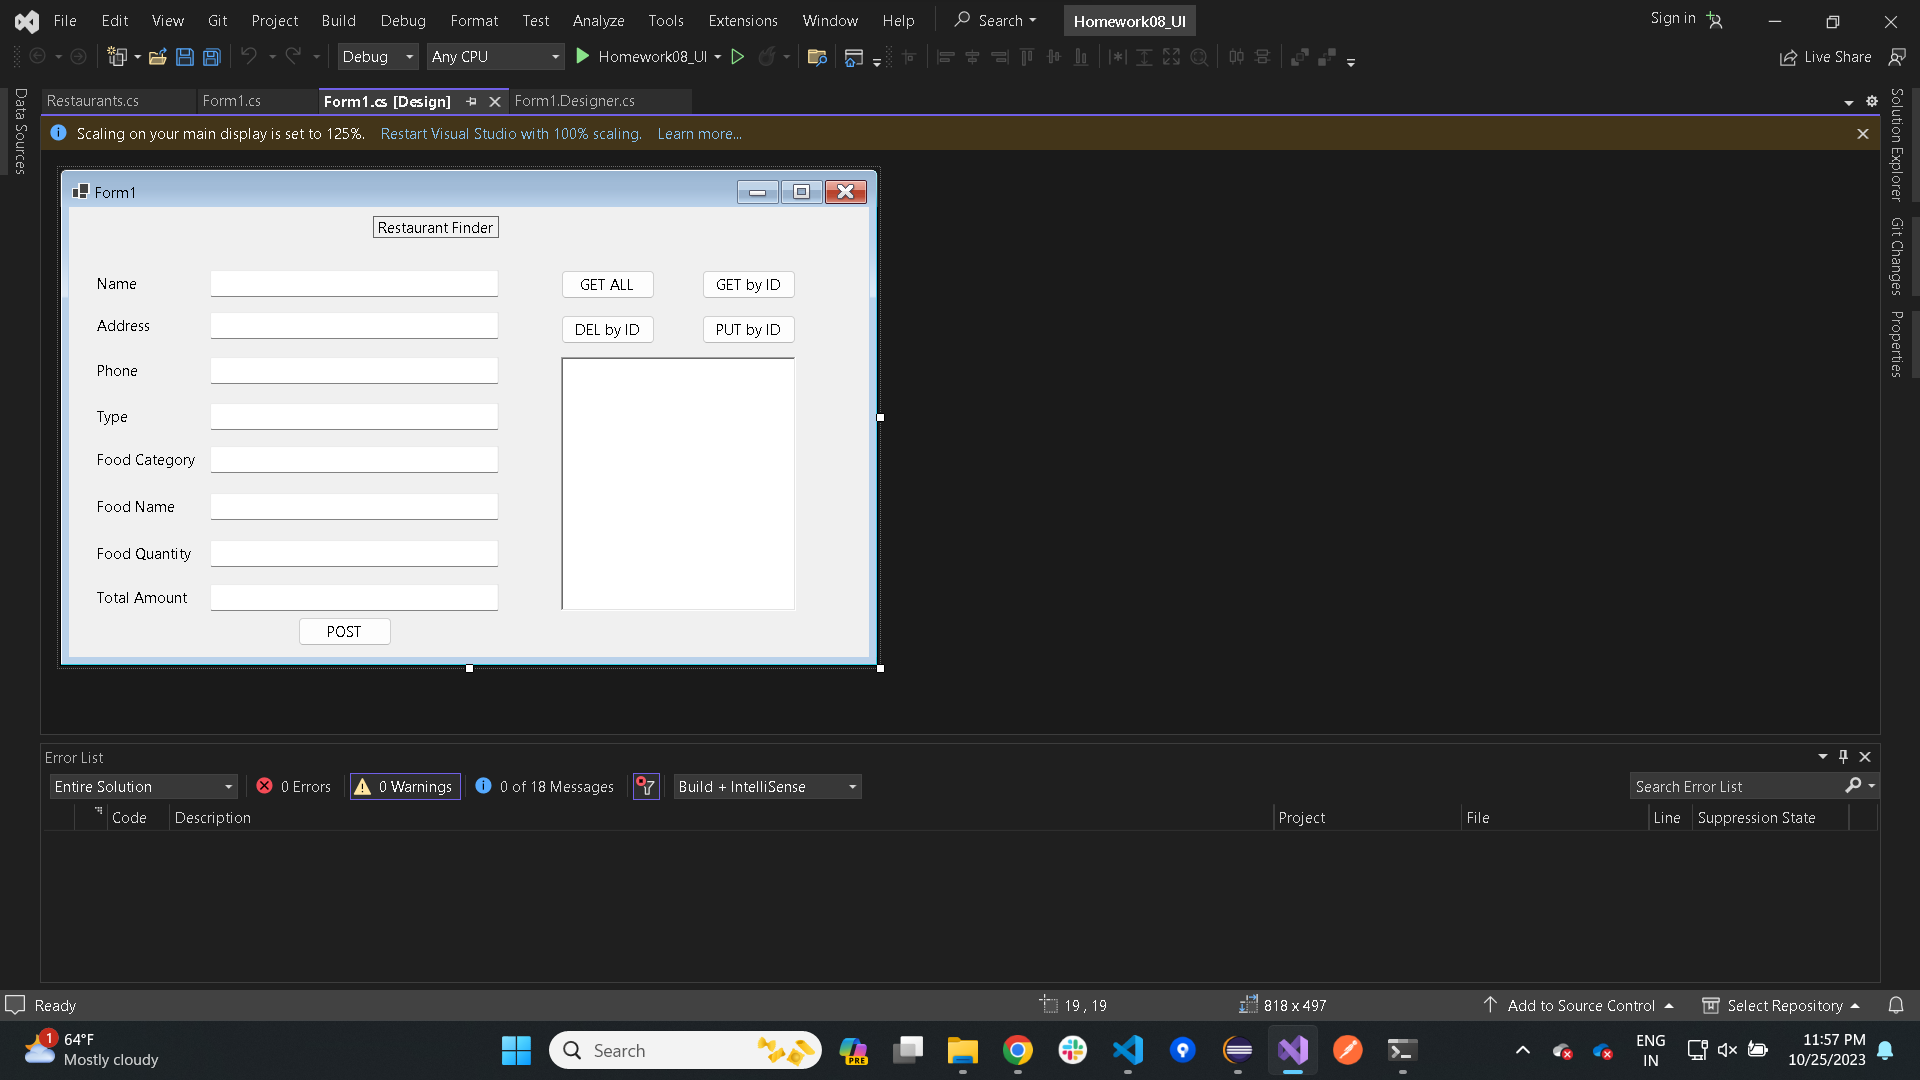 File Edit View Git Project Build Debug Format Test Analyze Tools Extensions Window Help Search Homework08_UI Sign in
Debug Any CPU Homework08_UI Live Share
Restaurants.cs Form1.cs Form1.cs [Design] Form1.Designer.cs
Data Sources
Scaling on your main display is set to 125%. Restart Visual Studio with 100% scaling. Learn more...
Solution Explorer
Git Changes
Properties
Form1
Restaurant Finder
Name GET ALL GET by ID
Address DEL by ID PUT by ID
Phone
Type
Food Category
Food Name
Food Quantity
Total Amount
POST
Error List
Entire Solution 0 Errors 0 Warnings 0 of 18 Messages Build + IntelliSense Search Error List
Code Description Project File Line Suppression State
Ready 19 , 19 818 x 497 Add to Source Control Select Repository
1 64°F
Mostly cloudy
Search
PRE
ENG
IN
11:57 PM
10/25/2023